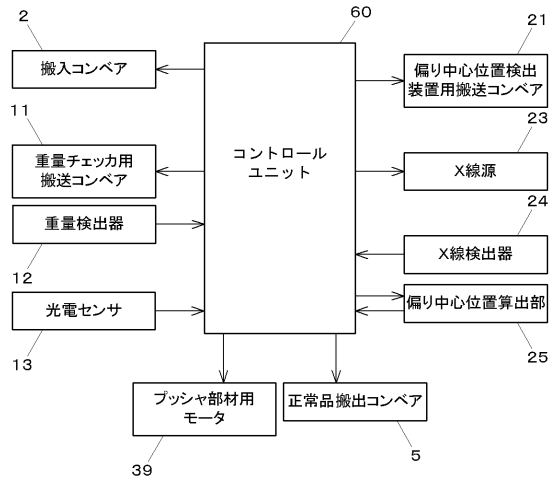 2
60
21
搬入コンベア
偏り中心位置検出
装置用搬送コンベア
11
23
重量チェッカ用
搬送コンベア
コントロール
ユニット
X線源
重量検出器
24
12
X線検出器
光電センサ
偏り中心位置算出部
13
25
プッシャ部材用
モータ
正常品搬出コンベア
39
5